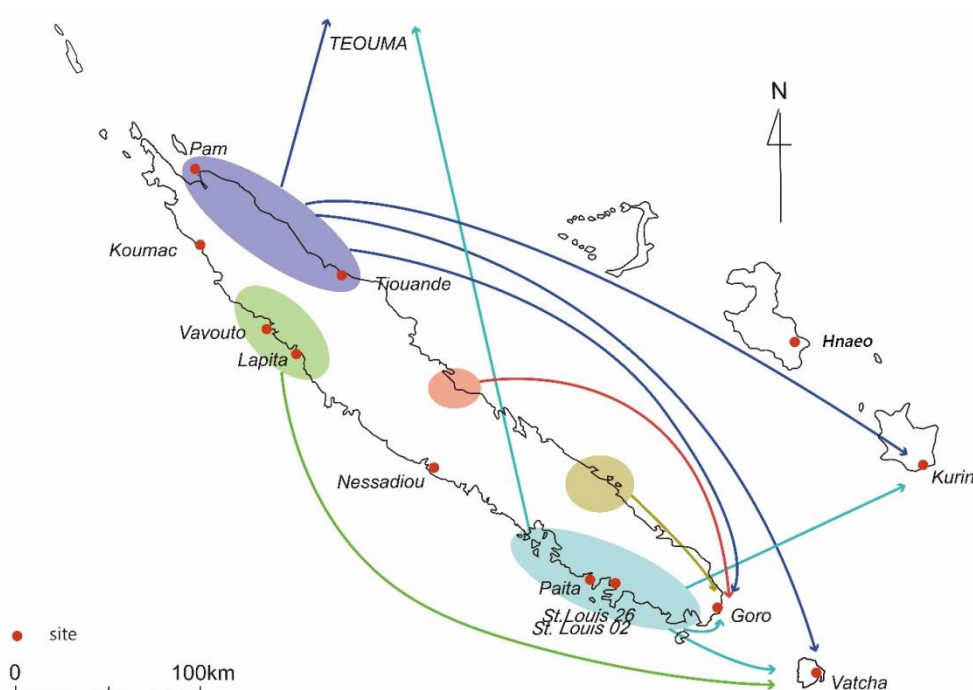 TEOUMA
N
Pam
Koumac
Tiouande
Vavouto
Hnaeo
Lapita
Nessadiou
Kurin
Paita
St.Louis 26
St. Louis 02
Goro
site
0 100km
Vatcha